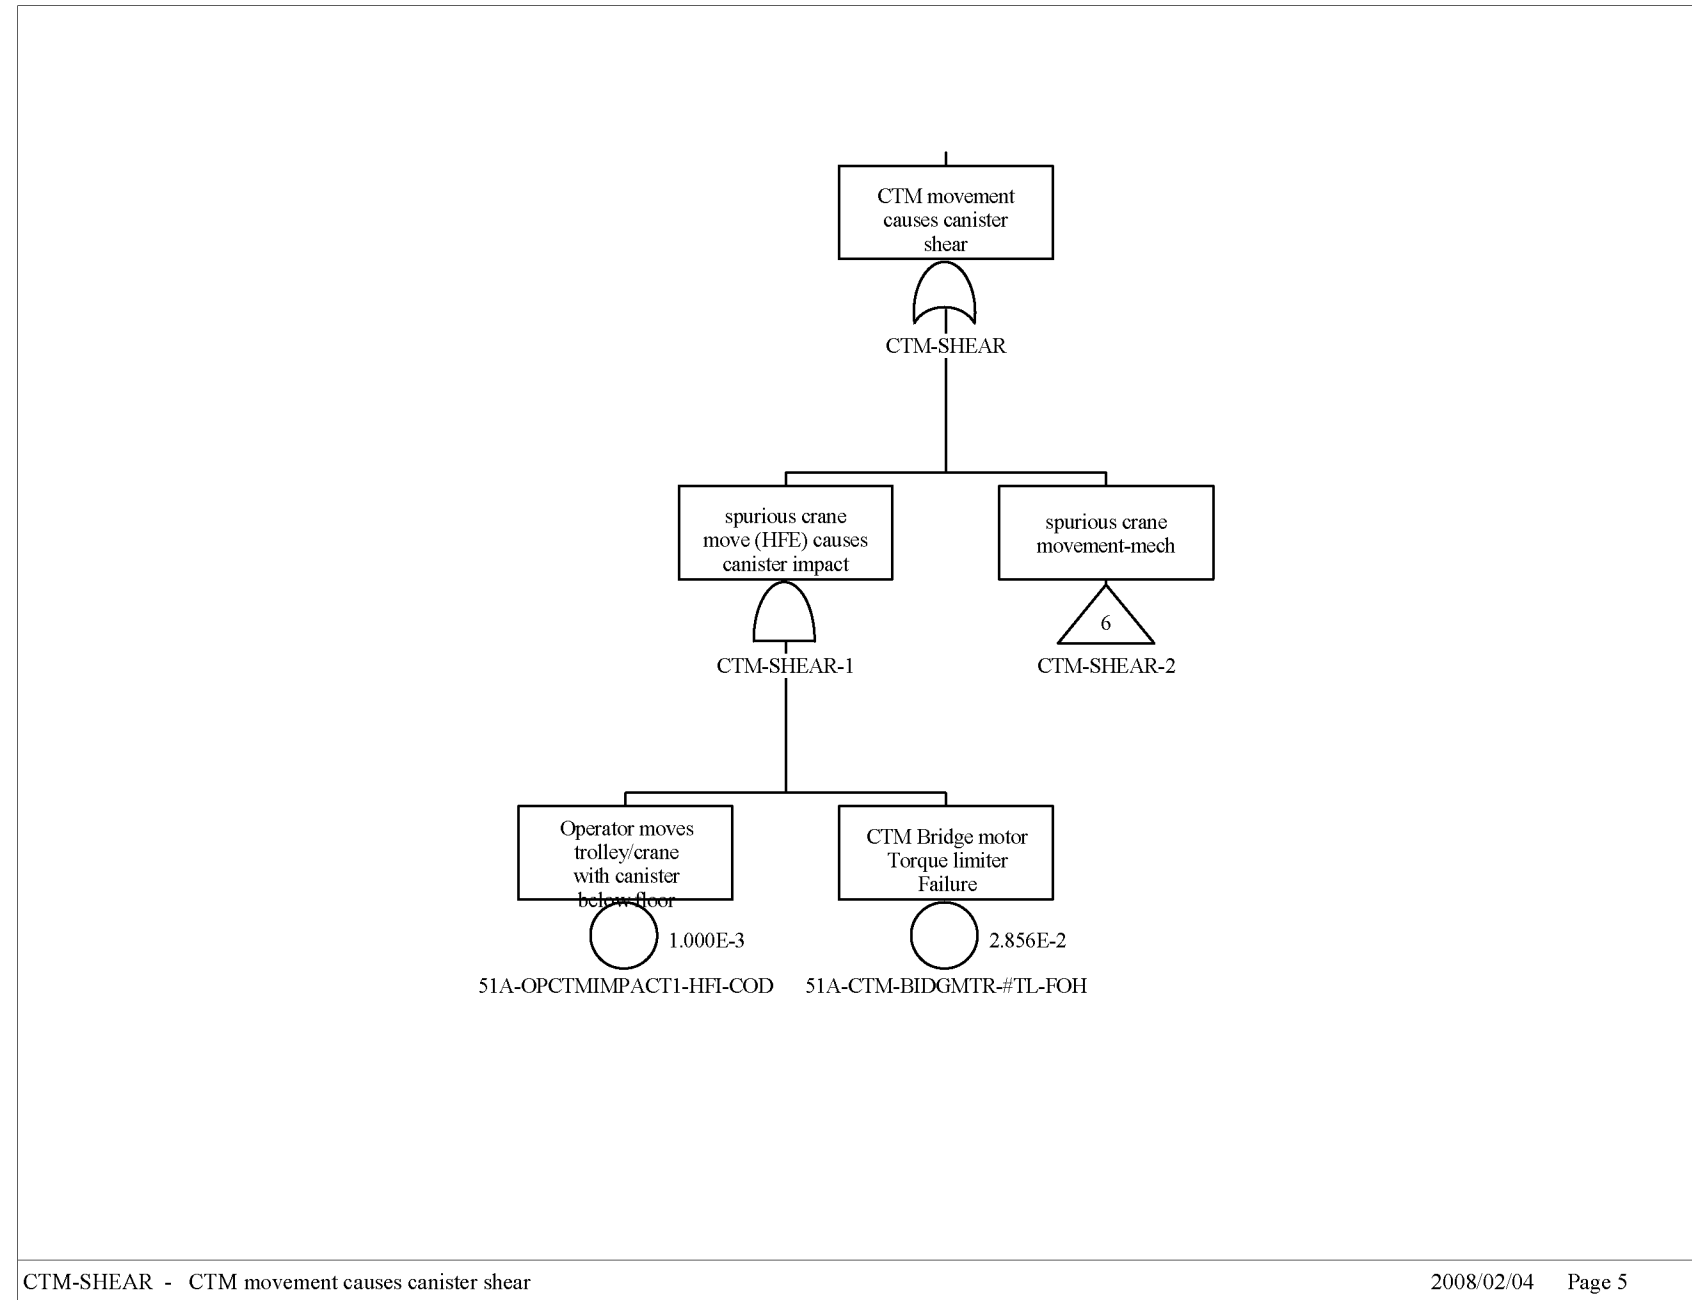 CTM movement
causes canister
shear
CTM-SHEAR
spurious crane
move (HFE) causes
canister impact
CTM-SHEAR-1
spurious crane
movement-mech
6
CTM-SHEAR-2
Operator moves
trolley/crane
with canister
below floor
1.000E-3
51A-OPCTMIMPACT1-HFI-COD
CTM Bridge motor
Torque limiter
Failure
2.856E-2
51A-CTM-BIDGMTR-#TL-FOH
CTM-SHEAR - CTM movement causes canister shear
2008/02/04 Page 5